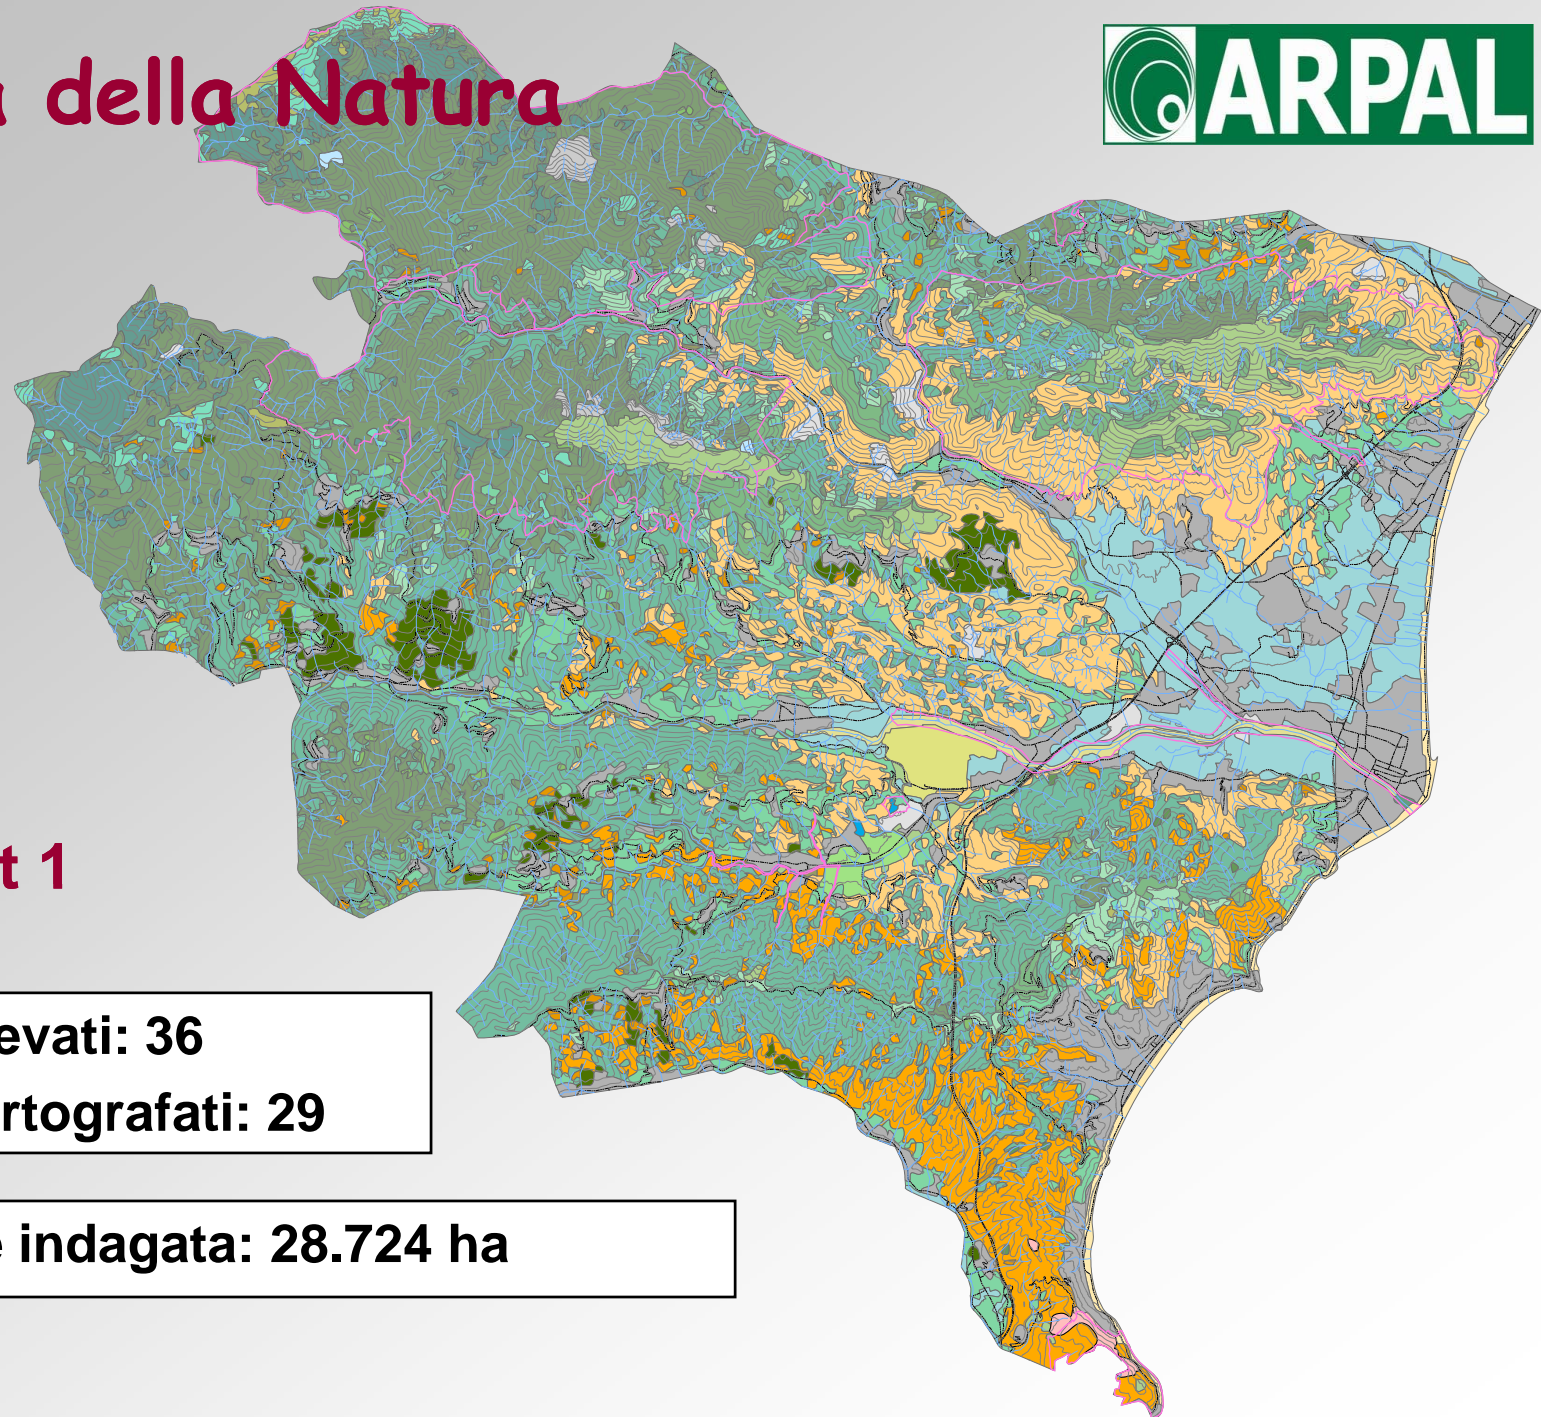 a della Natura
ARPAL
t 1
evati: 36
rtografati: 29
e indagata: 28.724 ha